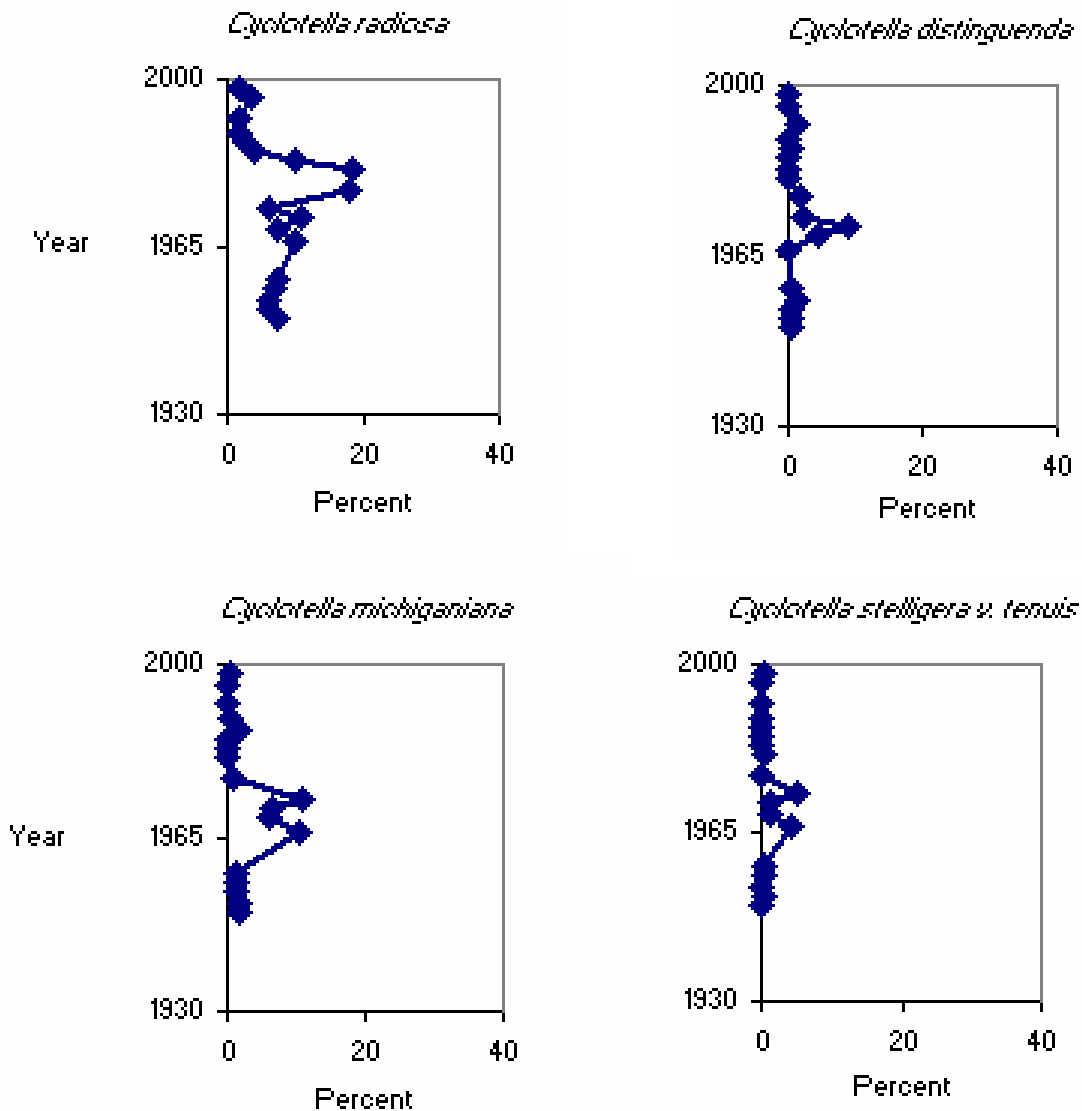 Cyclotella radiosa
2000
Year
1965
1930
0 20 40
Percent
Cyclotella distinguenda
2000
1965
1930
0 20 40
Percent
Cyclotella michiganiana
2000
Year
1965
1930
0 20 40
Percent
Cyclotella stelligera v. tenuis
2000
1965
1930
0 20 40
Percent